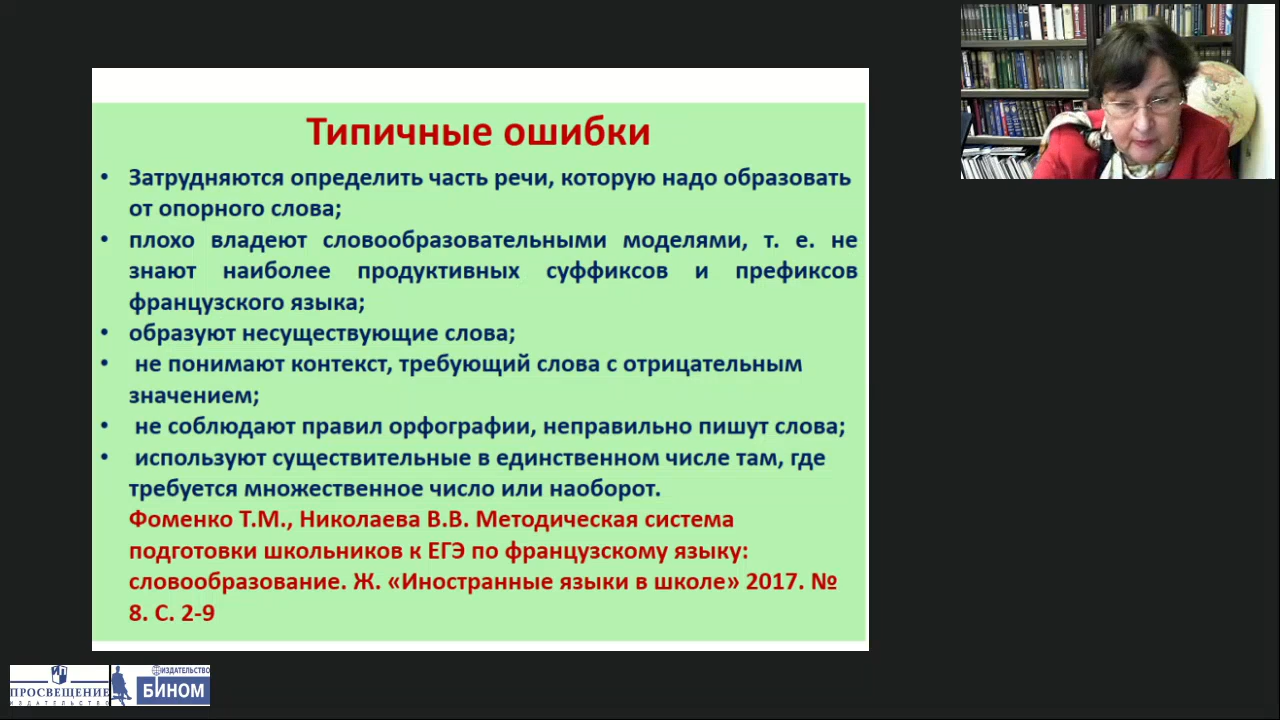 Типичные ошибки
• Затрудняются определить часть речи, которую надо образовать
от опорного слова;
• плохо владеют словообразовательными моделями, т. е. не
знают наиболее продуктивных суффиксов и префиксов
французского языка;
• образуют несуществующие слова;
• не понимают контекст, требующий слова с отрицательным
значением;
• не соблюдают правил орфографии, неправильно пишут слова;
• используют существительные в единственном числе там, где
требуется множественное число или наоборот.
Фоменко Т.М., Николаева В.В. Методическая система
подготовки школьников к ЕГЭ по французскому языку:
словообразование. Ж. «Иностранные языки в школе» 2017. №
8. С. 2-9
ПРОСВЕЩЕНИЕ
ИЗДАТЕЛЬСТВО
ИЗДАТЕЛЬСТВО
БИНОМ